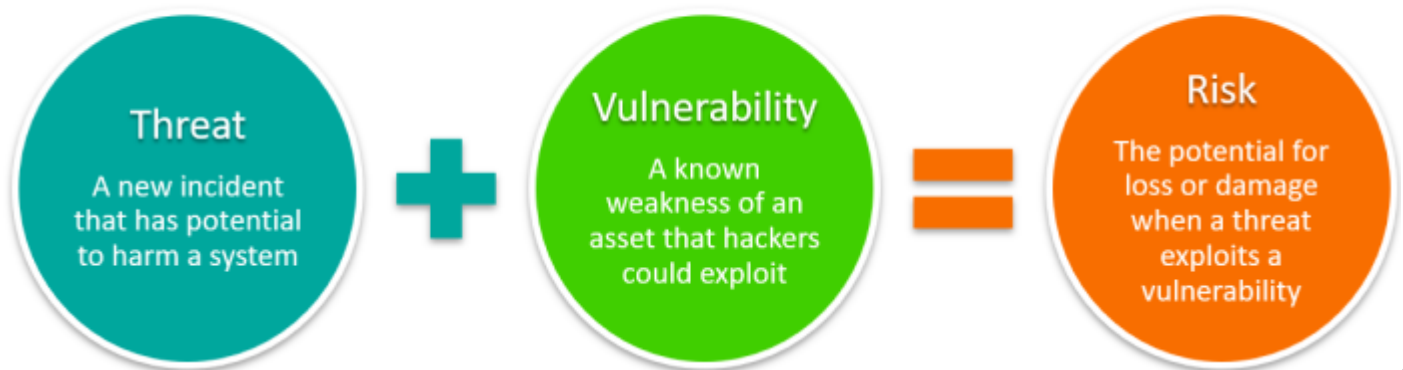 Threat
A new incident
that has potential
to harm a system
Vulnerability
A known
weakness of an
asset that hackers
could exploit
Risk
The potential for
loss or damage
when a threat
exploits a
vulnerability